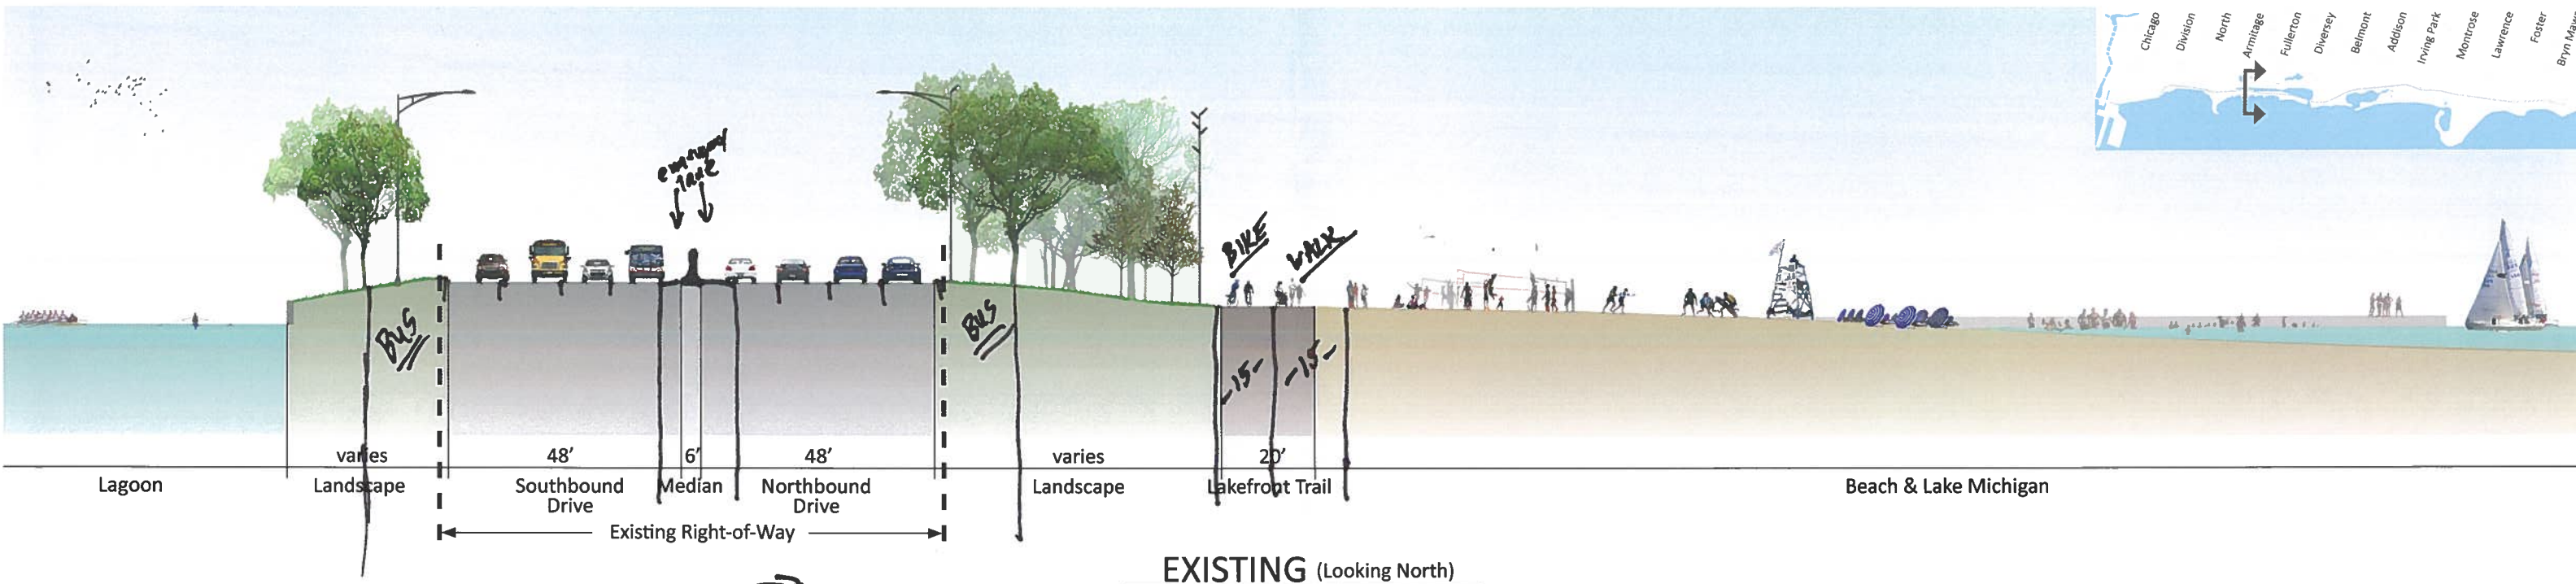 Chicago
Division
North
Armitage
Fullerton
Diversey
Belmont
Addison
Irving Park
Montrose
Lawrence
Foster
Bryn Mawr
emergency
lane
BIKE
WALK
BUS
BUS
-15-
-15-
varies
48'
6'
48'
varies
20'
Lagoon
Landscape
Southbound
Drive
Median
Northbound
Drive
Landscape
Lakefront Trail
Beach & Lake Michigan
Existing Right-of-Way
EXISTING (Looking North)